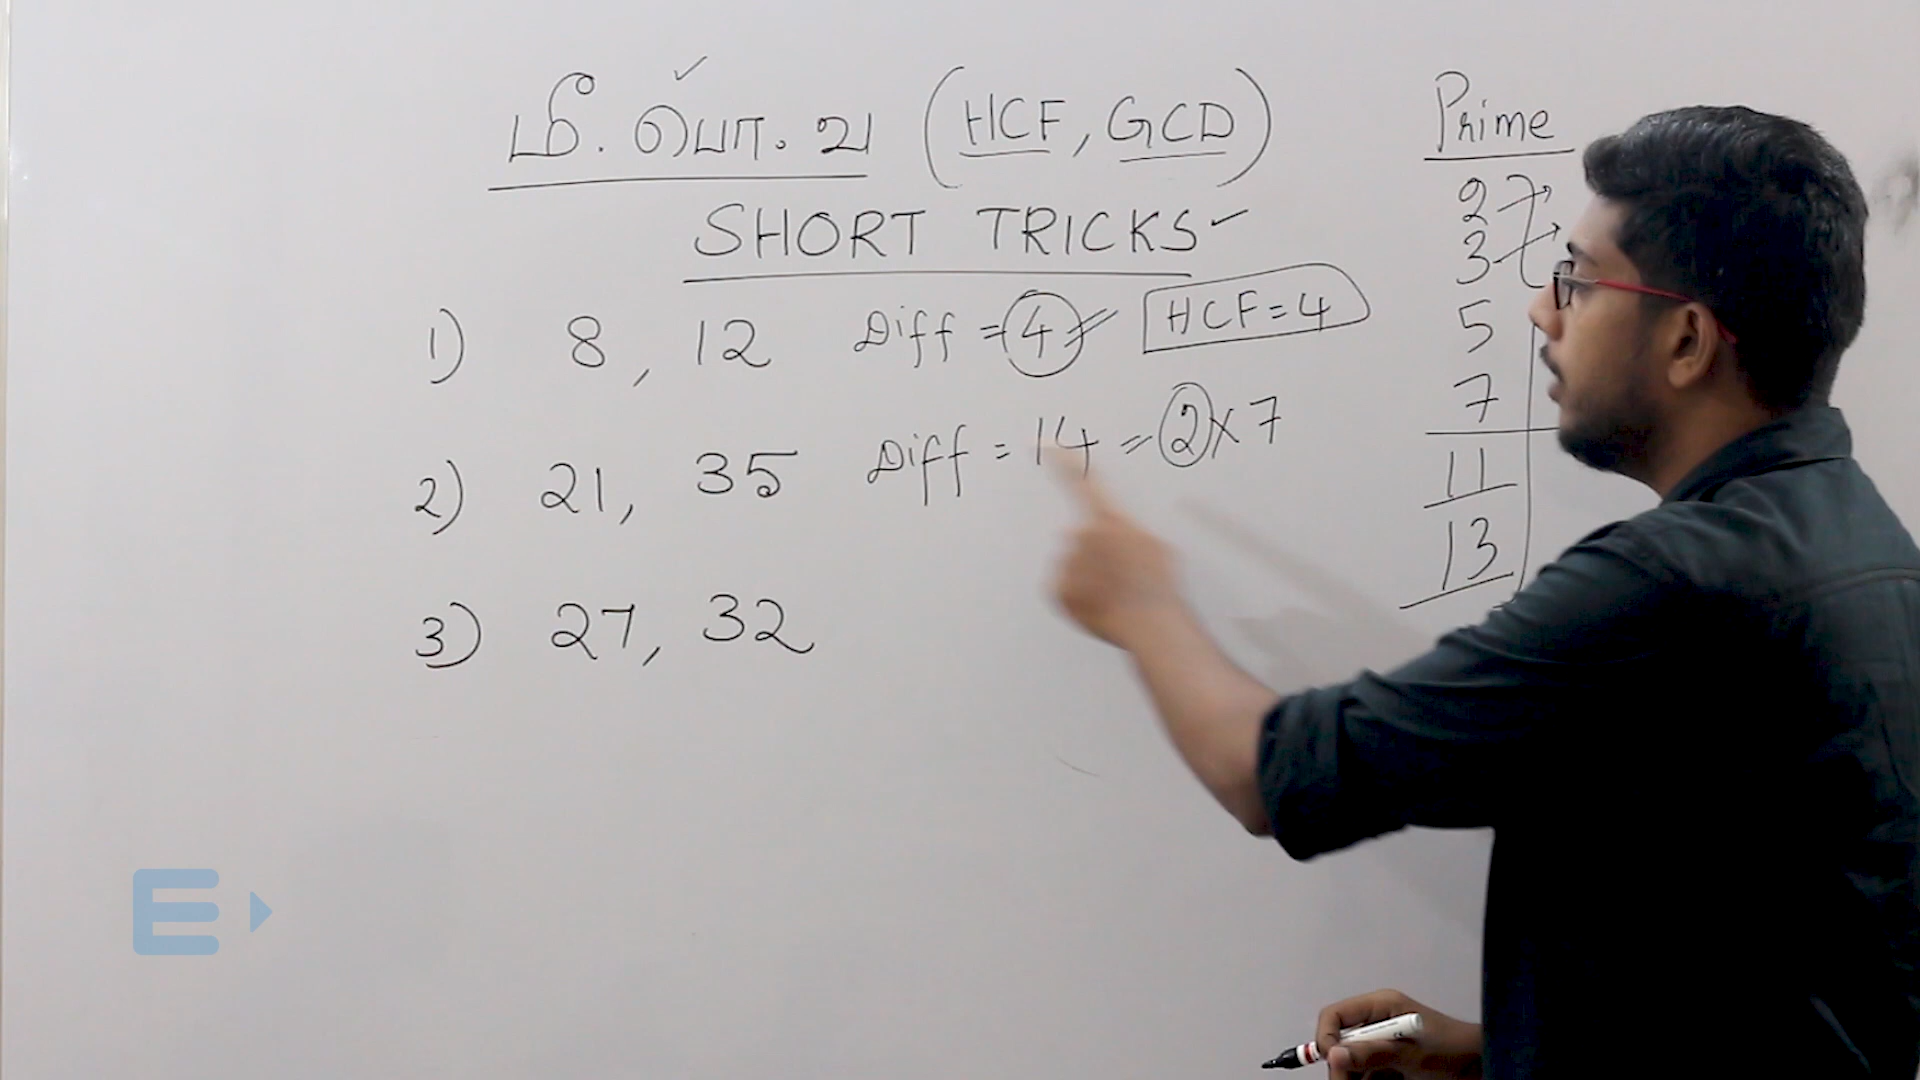 மீ. பொ. வ (HCF, GCD)
SHORT TRICKS
1) 8, 12 Diff = 4 HCF = 4
2) 21, 35 Diff = 14 = 2 x 7
3) 27, 32
Prime
2
3
5
7
11
13
E